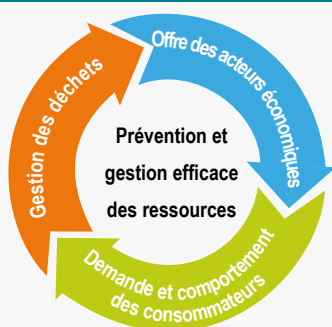 Offre des acteurs économiques
Gestion des déchets
Prévention et
gestion efficace
des ressources
Demande et comportement
des consommateurs